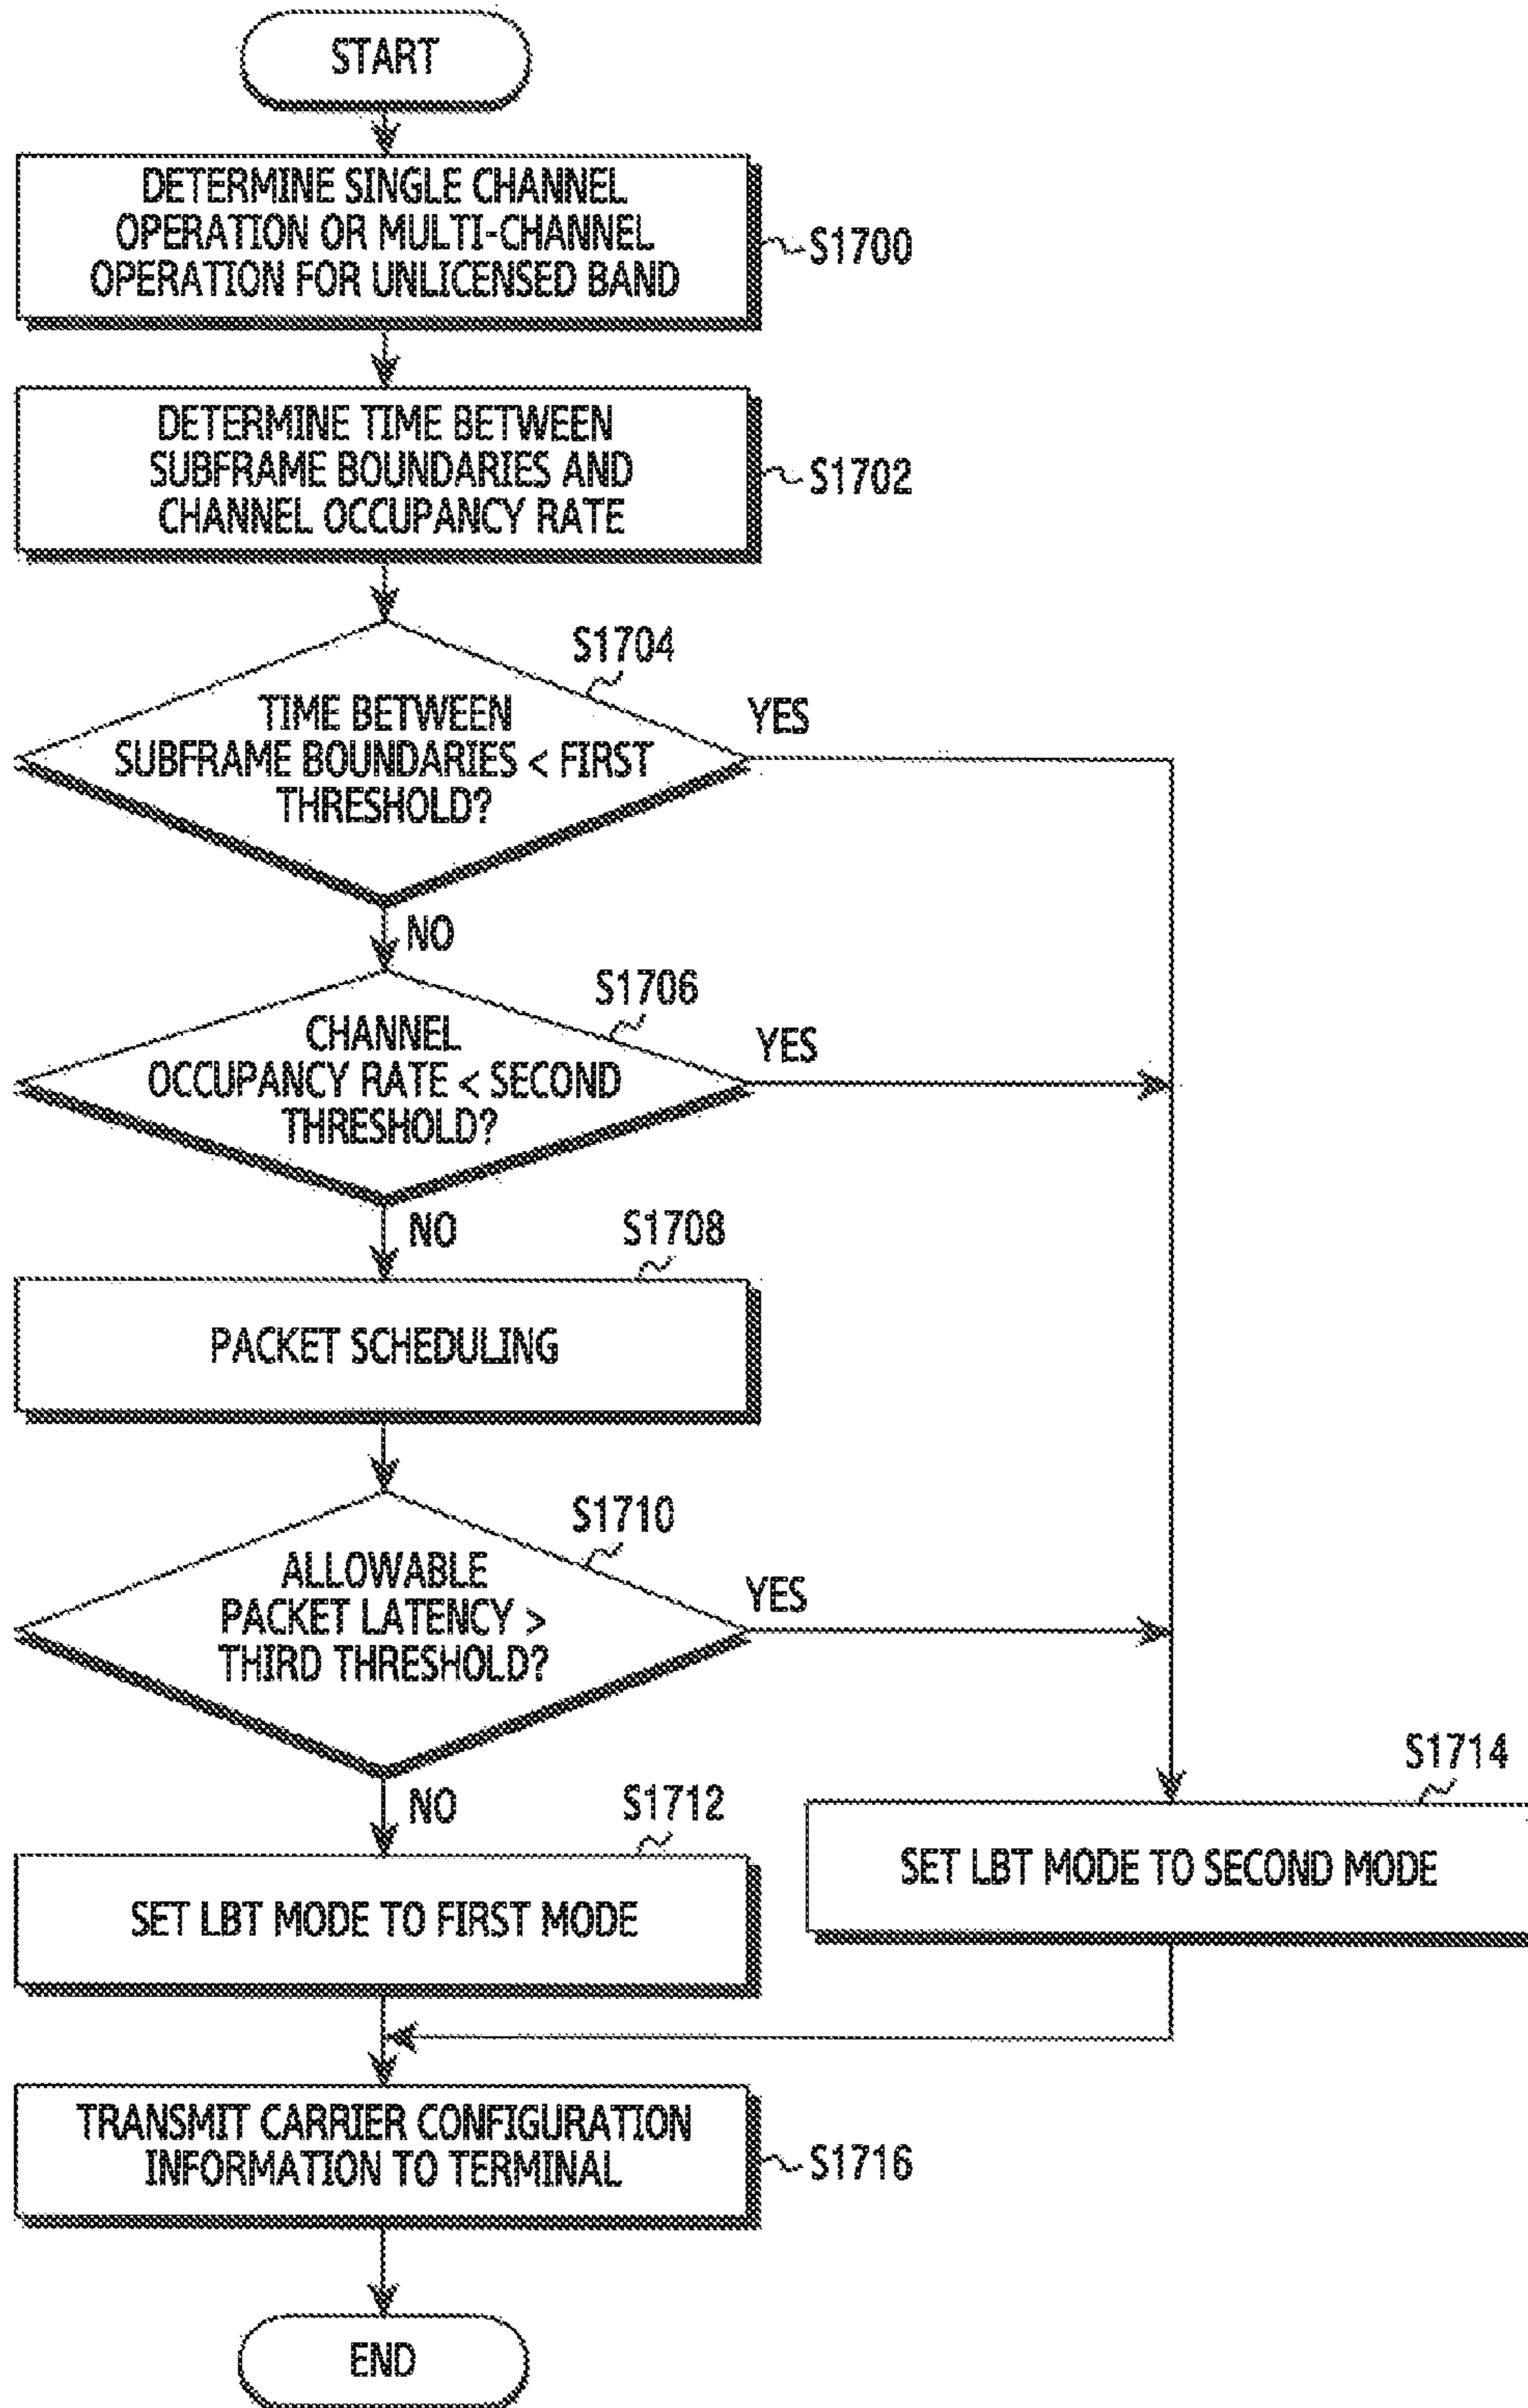 START
DETERMINE SINGLE CHANNEL
OPERATION OR MULTI-CHANNEL
OPERATION FOR UNLICENSED BAND
S1700
DETERMINE TIME BETWEEN
SUBFRAME BOUNDARIES AND
CHANNEL OCCUPANCY RATE
S1702
S1704
TIME BETWEEN
SUBFRAME BOUNDARIES < FIRST
THRESHOLD?
YES
NO
S1706
CHANNEL
OCCUPANCY RATE < SECOND
THRESHOLD?
YES
NO
S1708
PACKET SCHEDULING
S1710
ALLOWABLE
PACKET LATENCY >
THIRD THRESHOLD?
YES
NO
S1712
SET LBT MODE TO FIRST MODE
S1714
SET LBT MODE TO SECOND MODE
TRANSMIT CARRIER CONFIGURATION
INFORMATION TO TERMINAL
S1716
END